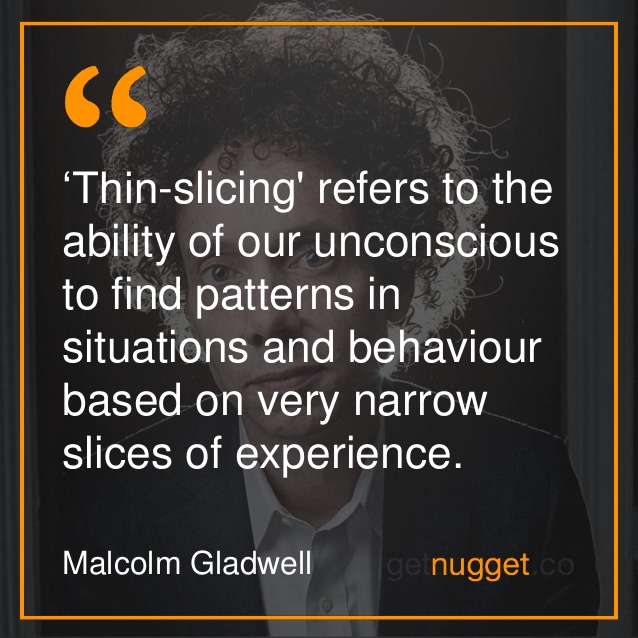 “
‘Thin-slicing' refers to the
ability of our unconscious
to find patterns in
situations and behaviour
based on very narrow
slices of experience.
Malcolm Gladwell
getnugget.co